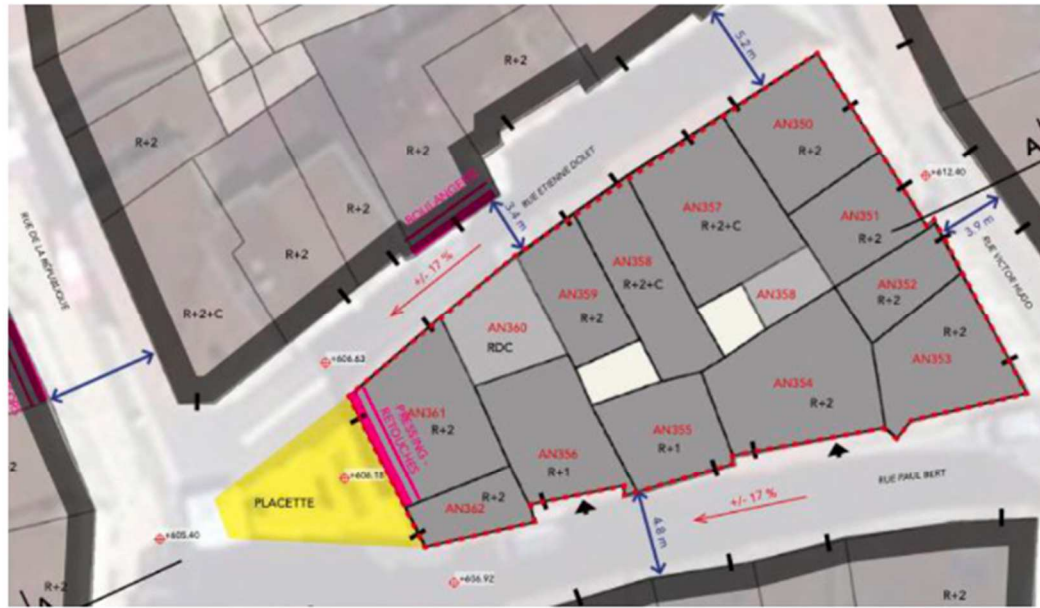 R+2
5.2 m
R+2
R+2
AN350
R+2
BOULANGERIE
RUE ETIENNE DOLET
+612.40
R+2
3.4 m
AN357
R+2+C
AN351
R+2
3.9 m
RUE DE LA RÉPUBLIQUE
R+2
+/- 17 %
AN358
R+2+C
AN352
R+2
RUE VICTOR HUGO
AN359
R+2
AN358
R+2+C
AN360
RDC
R+2
AN353
+606.63
AN354
R+2
AN361
R+2
PRESSING -
RETOUCHES
AN355
R+1
AN356
R+1
+606.18
PLACETTE
R+2
AN362
RUE PAUL BERT
+/- 17 %
4.8 m
+605.40
+606.92
R+2
R+2